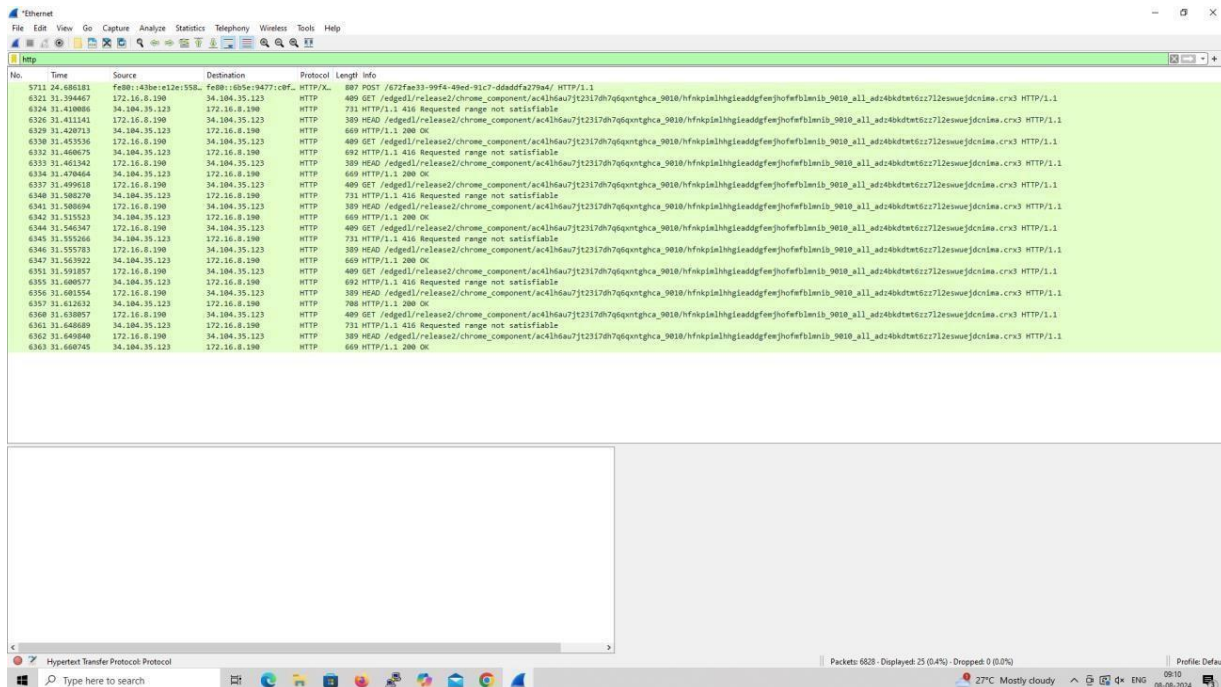 *Ethernet
File Edit View Go Capture Analyze Statistics Telephony Wireless Tools Help
http
No. Time Source Destination Protocol Length Info
5711 24.686181 fe80::43be:e12e:558… fe80::6b5e:9477:c0f… HTTP/X… 807 POST /672fae33-99f4-49ed-91c7-ddaddfa279a4/ HTTP/1.1
6321 31.394467 172.16.8.190 34.104.35.123 HTTP 409 GET /edgedl/release2/chrome_component/ac4lh6au7jt23i7dh7q6qxntghca_9010/hfnkpimlhhgieaddgfemjhofmfblmnib_9010_all_adz4bkdtmt6zz7l2eswuejdcnima.crx3 HTTP/1.1
6324 31.410086 34.104.35.123 172.16.8.190 HTTP 731 HTTP/1.1 416 Requested range not satisfiable
6326 31.411141 172.16.8.190 34.104.35.123 HTTP 389 HEAD /edgedl/release2/chrome_component/ac4lh6au7jt23i7dh7q6qxntghca_9010/hfnkpimlhhgieaddgfemjhofmfblmnib_9010_all_adz4bkdtmt6zz7l2eswuejdcnima.crx3 HTTP/1.1
6329 31.420713 34.104.35.123 172.16.8.190 HTTP 669 HTTP/1.1 200 OK
6330 31.453536 172.16.8.190 34.104.35.123 HTTP 409 GET /edgedl/release2/chrome_component/ac4lh6au7jt23i7dh7q6qxntghca_9010/hfnkpimlhhgieaddgfemjhofmfblmnib_9010_all_adz4bkdtmt6zz7l2eswuejdcnima.crx3 HTTP/1.1
6332 31.460675 34.104.35.123 172.16.8.190 HTTP 692 HTTP/1.1 416 Requested range not satisfiable
6333 31.461342 172.16.8.190 34.104.35.123 HTTP 389 HEAD /edgedl/release2/chrome_component/ac4lh6au7jt23i7dh7q6qxntghca_9010/hfnkpimlhhgieaddgfemjhofmfblmnib_9010_all_adz4bkdtmt6zz7l2eswuejdcnima.crx3 HTTP/1.1
6334 31.470464 34.104.35.123 172.16.8.190 HTTP 669 HTTP/1.1 200 OK
6337 31.499618 172.16.8.190 34.104.35.123 HTTP 409 GET /edgedl/release2/chrome_component/ac4lh6au7jt23i7dh7q6qxntghca_9010/hfnkpimlhhgieaddgfemjhofmfblmnib_9010_all_adz4bkdtmt6zz7l2eswuejdcnima.crx3 HTTP/1.1
6340 31.508270 34.104.35.123 172.16.8.190 HTTP 731 HTTP/1.1 416 Requested range not satisfiable
6341 31.508694 172.16.8.190 34.104.35.123 HTTP 389 HEAD /edgedl/release2/chrome_component/ac4lh6au7jt23i7dh7q6qxntghca_9010/hfnkpimlhhgieaddgfemjhofmfblmnib_9010_all_adz4bkdtmt6zz7l2eswuejdcnima.crx3 HTTP/1.1
6342 31.515523 34.104.35.123 172.16.8.190 HTTP 669 HTTP/1.1 200 OK
6344 31.546347 172.16.8.190 34.104.35.123 HTTP 409 GET /edgedl/release2/chrome_component/ac4lh6au7jt23i7dh7q6qxntghca_9010/hfnkpimlhhgieaddgfemjhofmfblmnib_9010_all_adz4bkdtmt6zz7l2eswuejdcnima.crx3 HTTP/1.1
6345 31.555266 34.104.35.123 172.16.8.190 HTTP 731 HTTP/1.1 416 Requested range not satisfiable
6346 31.555783 172.16.8.190 34.104.35.123 HTTP 389 HEAD /edgedl/release2/chrome_component/ac4lh6au7jt23i7dh7q6qxntghca_9010/hfnkpimlhhgieaddgfemjhofmfblmnib_9010_all_adz4bkdtmt6zz7l2eswuejdcnima.crx3 HTTP/1.1
6347 31.563922 34.104.35.123 172.16.8.190 HTTP 669 HTTP/1.1 200 OK
6351 31.591857 172.16.8.190 34.104.35.123 HTTP 409 GET /edgedl/release2/chrome_component/ac4lh6au7jt23i7dh7q6qxntghca_9010/hfnkpimlhhgieaddgfemjhofmfblmnib_9010_all_adz4bkdtmt6zz7l2eswuejdcnima.crx3 HTTP/1.1
6355 31.600577 34.104.35.123 172.16.8.190 HTTP 692 HTTP/1.1 416 Requested range not satisfiable
6356 31.601554 172.16.8.190 34.104.35.123 HTTP 389 HEAD /edgedl/release2/chrome_component/ac4lh6au7jt23i7dh7q6qxntghca_9010/hfnkpimlhhgieaddgfemjhofmfblmnib_9010_all_adz4bkdtmt6zz7l2eswuejdcnima.crx3 HTTP/1.1
6357 31.612632 34.104.35.123 172.16.8.190 HTTP 708 HTTP/1.1 200 OK
6360 31.638057 172.16.8.190 34.104.35.123 HTTP 409 GET /edgedl/release2/chrome_component/ac4lh6au7jt23i7dh7q6qxntghca_9010/hfnkpimlhhgieaddgfemjhofmfblmnib_9010_all_adz4bkdtmt6zz7l2eswuejdcnima.crx3 HTTP/1.1
6361 31.648689 34.104.35.123 172.16.8.190 HTTP 731 HTTP/1.1 416 Requested range not satisfiable
6362 31.649840 172.16.8.190 34.104.35.123 HTTP 389 HEAD /edgedl/release2/chrome_component/ac4lh6au7jt23i7dh7q6qxntghca_9010/hfnkpimlhhgieaddgfemjhofmfblmnib_9010_all_adz4bkdtmt6zz7l2eswuejdcnima.crx3 HTTP/1.1
6363 31.660745 34.104.35.123 172.16.8.190 HTTP 669 HTTP/1.1 200 OK
Hypertext Transfer Protocol: Protocol Packets: 6828 · Displayed: 25 (0.4%) · Dropped: 0 (0.0%) Profile: Defau
Type here to search 27°C Mostly cloudy ENG 09:10
08-08-2024